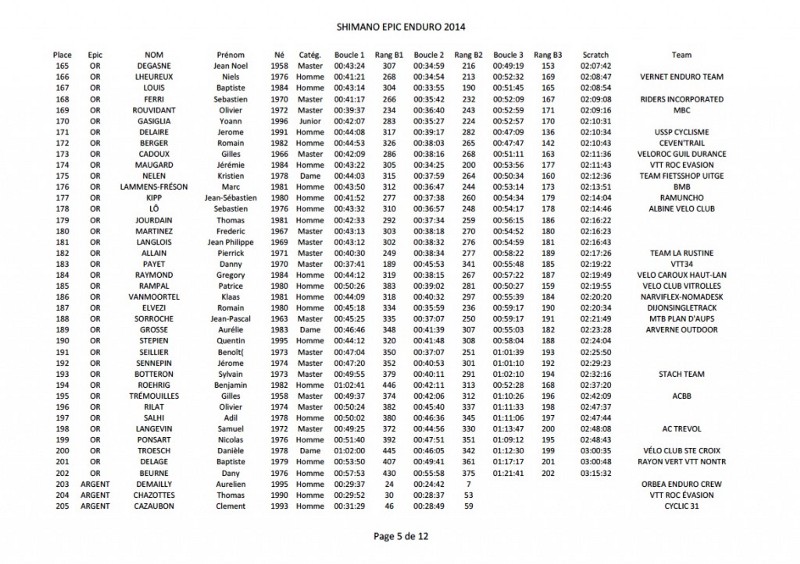 SHIMANO EPIC ENDURO 2014
Place Epic NOM Prénom Né Catég. Boucle 1 Rang B1 Boucle 2 Rang B2 Boucle 3 Rang B3 Scratch Team
165 OR DEGASNE Jean Noel 1958 Master 00:43:24 307 00:34:59 216 00:49:19 153 02:07:42
166 OR LHEUREUX Niels 1976 Homme 00:41:21 268 00:34:54 213 00:52:32 169 02:08:47 VERNET ENDURO TEAM
167 OR LOUIS Baptiste 1984 Homme 00:43:14 304 00:33:55 190 00:51:45 165 02:08:54
168 OR FERRI Sebastien 1970 Master 00:41:17 266 00:35:42 232 00:52:09 167 02:09:08 RIDERS INCORPORATED
169 OR ROUVIDANT Olivier 1972 Master 00:39:37 234 00:36:40 243 00:52:59 171 02:09:16 MBC
170 OR GASIGLIA Yoann 1996 Junior 00:42:07 283 00:35:27 224 00:52:57 170 02:10:31
171 OR DELAIRE Jerome 1991 Homme 00:44:08 317 00:39:17 282 00:47:09 136 02:10:34 USSP CYCLISME
172 OR BERGER Romain 1982 Homme 00:44:53 326 00:38:03 265 00:47:47 142 02:10:43 CEVEN'TRAIL
173 OR CADOUX Gilles 1966 Master 00:42:09 286 00:38:16 268 00:51:11 163 02:11:36 VELOROC GUIL DURANCE
174 OR MAUGARD Jérémie 1984 Homme 00:43:22 305 00:34:25 200 00:53:56 177 02:11:43 VTT ROC EVASION
175 OR NELEN Kristien 1978 Dame 00:44:03 315 00:37:59 264 00:50:34 160 02:12:36 TEAM FIETSSHOP UITGE
176 OR LAMMENS-FRÉSON Marc 1981 Homme 00:43:50 312 00:36:47 244 00:53:14 173 02:13:51 BMB
177 OR KIPP Jean-Sébastien 1980 Homme 00:41:52 277 00:37:38 260 00:54:34 179 02:14:04 RAMUNCHO
178 OR LÔ Sebastien 1976 Homme 00:43:32 310 00:36:57 248 00:54:17 178 02:14:46 ALBINE VELO CLUB
179 OR JOURDAIN Thomas 1981 Homme 00:42:33 292 00:37:34 259 00:56:15 186 02:16:22
180 OR MARTINEZ Frederic 1967 Master 00:43:13 303 00:38:18 270 00:54:52 180 02:16:23
181 OR LANGLOIS Jean Philippe 1969 Master 00:43:12 302 00:38:32 276 00:54:59 181 02:16:43
182 OR ALLAIN Pierrick 1971 Master 00:40:30 249 00:38:34 277 00:58:22 189 02:17:26 TEAM LA RUSTINE
183 OR PAYET Danny 1970 Master 00:37:41 189 00:45:53 341 00:55:48 185 02:19:22 VTT34
184 OR RAYMOND Gregory 1984 Homme 00:44:12 319 00:38:15 267 00:57:22 187 02:19:49 VELO CAROUX HAUT-LAN
185 OR RAMPAL Patrice 1980 Homme 00:50:26 383 00:39:02 281 00:50:27 159 02:19:55 VELO CLUB VITROLLES
186 OR VANMOORTEL Klaas 1981 Homme 00:44:09 318 00:40:32 297 00:55:39 184 02:20:20 NARVIFLEX-NOMADESK
187 OR ELVEZI Romain 1980 Homme 00:45:18 334 00:35:59 236 00:59:17 190 02:20:34 DIJONSINGLETRACK
188 OR SORROCHE Jean-Pascal 1963 Master 00:45:25 335 00:37:07 250 00:59:17 191 02:21:49 MTB PLAN D'AUPS
189 OR GROSSE Aurélie 1983 Dame 00:46:46 348 00:41:39 307 00:55:03 182 02:23:28 ARVERNE OUTDOOR
190 OR STEPIEN Quentin 1995 Homme 00:44:12 320 00:41:48 308 00:58:04 188 02:24:04
191 OR SEILLIER Benoît( 1973 Master 00:47:04 350 00:37:07 251 01:01:39 193 02:25:50
192 OR SENNEPIN Jérome 1974 Master 00:47:20 352 00:40:53 301 01:01:10 192 02:29:23
193 OR BOTTERON Sylvain 1973 Master 00:49:55 379 00:40:11 291 01:02:10 194 02:32:16 STACH TEAM
194 OR ROEHRIG Benjamin 1982 Homme 01:02:41 446 00:42:11 313 00:52:28 168 02:37:20
195 OR TRÉMOUILLES Gilles 1958 Master 00:49:37 374 00:42:06 312 01:10:26 196 02:42:09 ACBB
196 OR RILAT Olivier 1974 Master 00:50:24 382 00:45:40 337 01:11:33 198 02:47:37
197 OR SALHI Adil 1978 Homme 00:50:02 380 00:46:36 345 01:11:06 197 02:47:44
198 OR LANGEVIN Samuel 1972 Master 00:49:25 372 00:44:56 330 01:13:47 200 02:48:08 AC TREVOL
199 OR PONSART Nicolas 1976 Homme 00:51:40 392 00:47:51 351 01:09:12 195 02:48:43
200 OR TROESCH Danièle 1978 Dame 01:02:00 445 00:46:05 342 01:12:30 199 03:00:35 VÉLO CLUB STE CROIX
201 OR DELAGE Baptiste 1979 Homme 00:53:50 407 00:49:41 361 01:17:17 201 03:00:48 RAYON VERT VTT NONTR
202 OR BEURNE Dany 1976 Homme 00:57:53 430 00:55:58 375 01:21:41 202 03:15:32
203 ARGENT DEMAILLY Aurelien 1995 Homme 00:29:37 24 00:24:42 7 ORBEA ENDURO CREW
204 ARGENT CHAZOTTES Thomas 1990 Homme 00:29:52 30 00:28:37 53 VTT ROC ÉVASION
205 ARGENT CAZAUBON Clement 1993 Homme 00:31:29 46 00:28:49 59 CYCLIC 31
Page 5 de 12